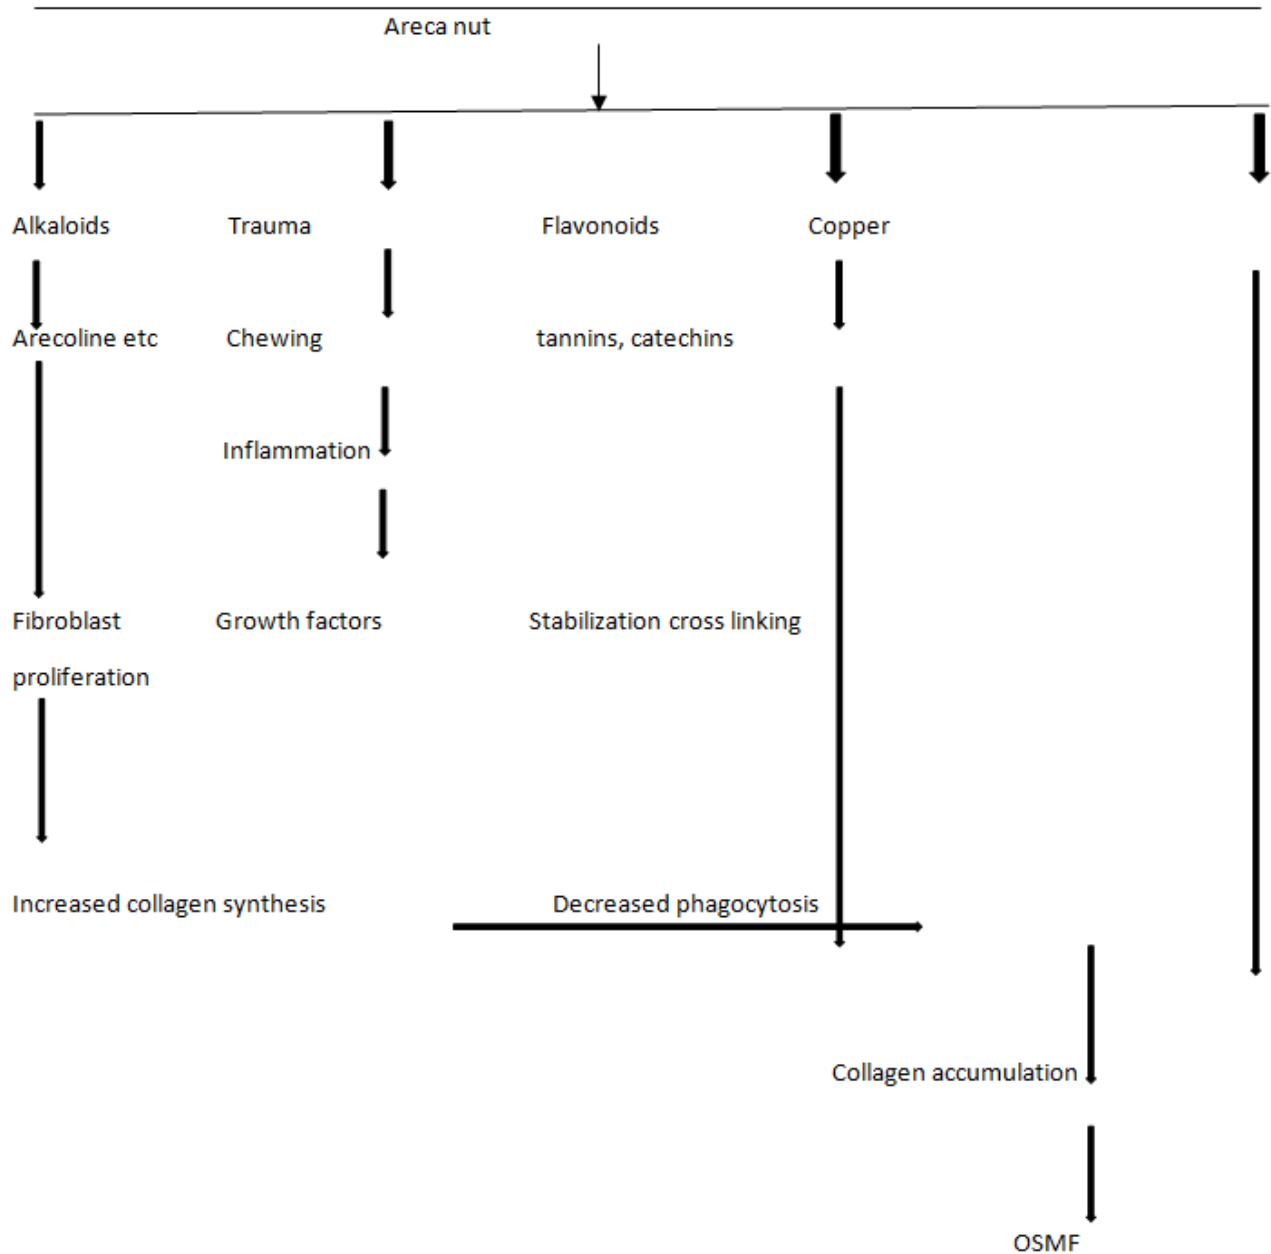 Areca nut
Alkaloids Trauma Flavonoids Copper
Arecoline etc Chewing tannins, catechins
Inflammation
Fibroblast Growth factors Stabilization cross linking
proliferation
Increased collagen synthesis Decreased phagocytosis
Collagen accumulation
OSMF